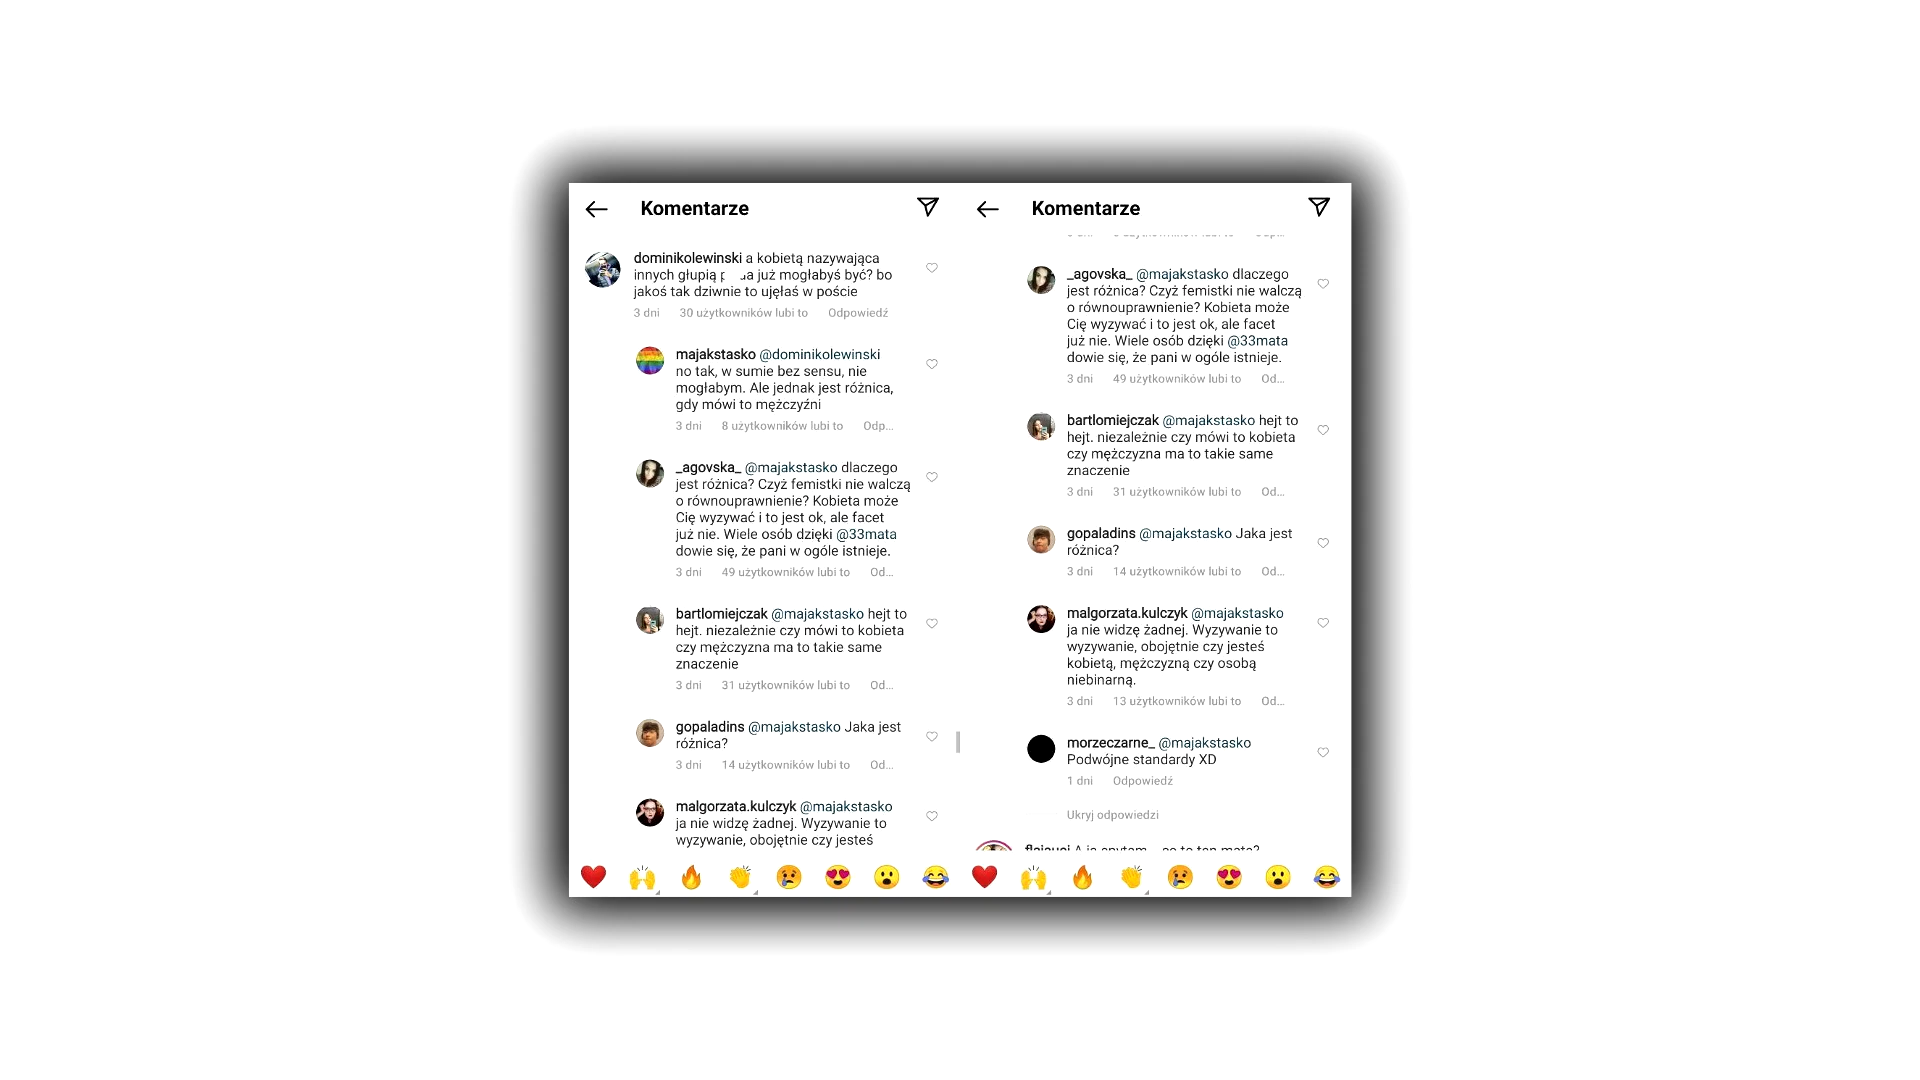 Komentarze
dominikolewinski a kobietą nazywająca
innych głupią już mogłabyś być? bo
jakoś tak dziwnie to ujęłaś w poście
3 dni 30 użytkowników lubi to Odpowiedź
majakstasko @dominikolewinski
no tak, w sumie bez sensu, nie
mogłabym. Ale jednak jest różnica,
gdy mówi to mężczyźni
3 dni 8 użytkowników lubi to Odp...
_agovska_ @majakstasko dlaczego
jest różnica? Czyż femistki nie walczą
o równouprawnienie? Kobieta może
Cię wyzywać i to jest ok, ale facet
już nie. Wiele osób dzięki @33mata
dowie się, że pani w ogóle istnieje.
3 dni 49 użytkowników lubi to Od...
bartlomiejczak @majakstasko hejt to
hejt. niezależnie czy mówi to kobieta
czy mężczyzna ma to takie same
znaczenie
3 dni 31 użytkowników lubi to Od...
gopaladins @majakstasko Jaka jest
różnica?
3 dni 14 użytkowników lubi to Od...
malgorzata.kulczyk @majakstasko
ja nie widzę żadnej. Wyzywanie to
wyzywanie, obojętnie czy jesteś
Komentarze
_agovska_ @majakstasko dlaczego
jest różnica? Czyż femistki nie walczą
o równouprawnienie? Kobieta może
Cię wyzywać i to jest ok, ale facet
już nie. Wiele osób dzięki @33mata
dowie się, że pani w ogóle istnieje.
3 dni 49 użytkowników lubi to Od...
bartlomiejczak @majakstasko hejt to
hejt. niezależnie czy mówi to kobieta
czy mężczyzna ma to takie same
znaczenie
3 dni 31 użytkowników lubi to Od...
gopaladins @majakstasko Jaka jest
różnica?
3 dni 14 użytkowników lubi to Od...
malgorzata.kulczyk @majakstasko
ja nie widzę żadnej. Wyzywanie to
wyzywanie, obojętnie czy jesteś
kobietą, mężczyzną czy osobą
niebinarną.
3 dni 13 użytkowników lubi to Od...
morzeczarne_ @majakstasko
Podwójne standardy XD
1 dni Odpowiedź
Ukryj odpowiedzi